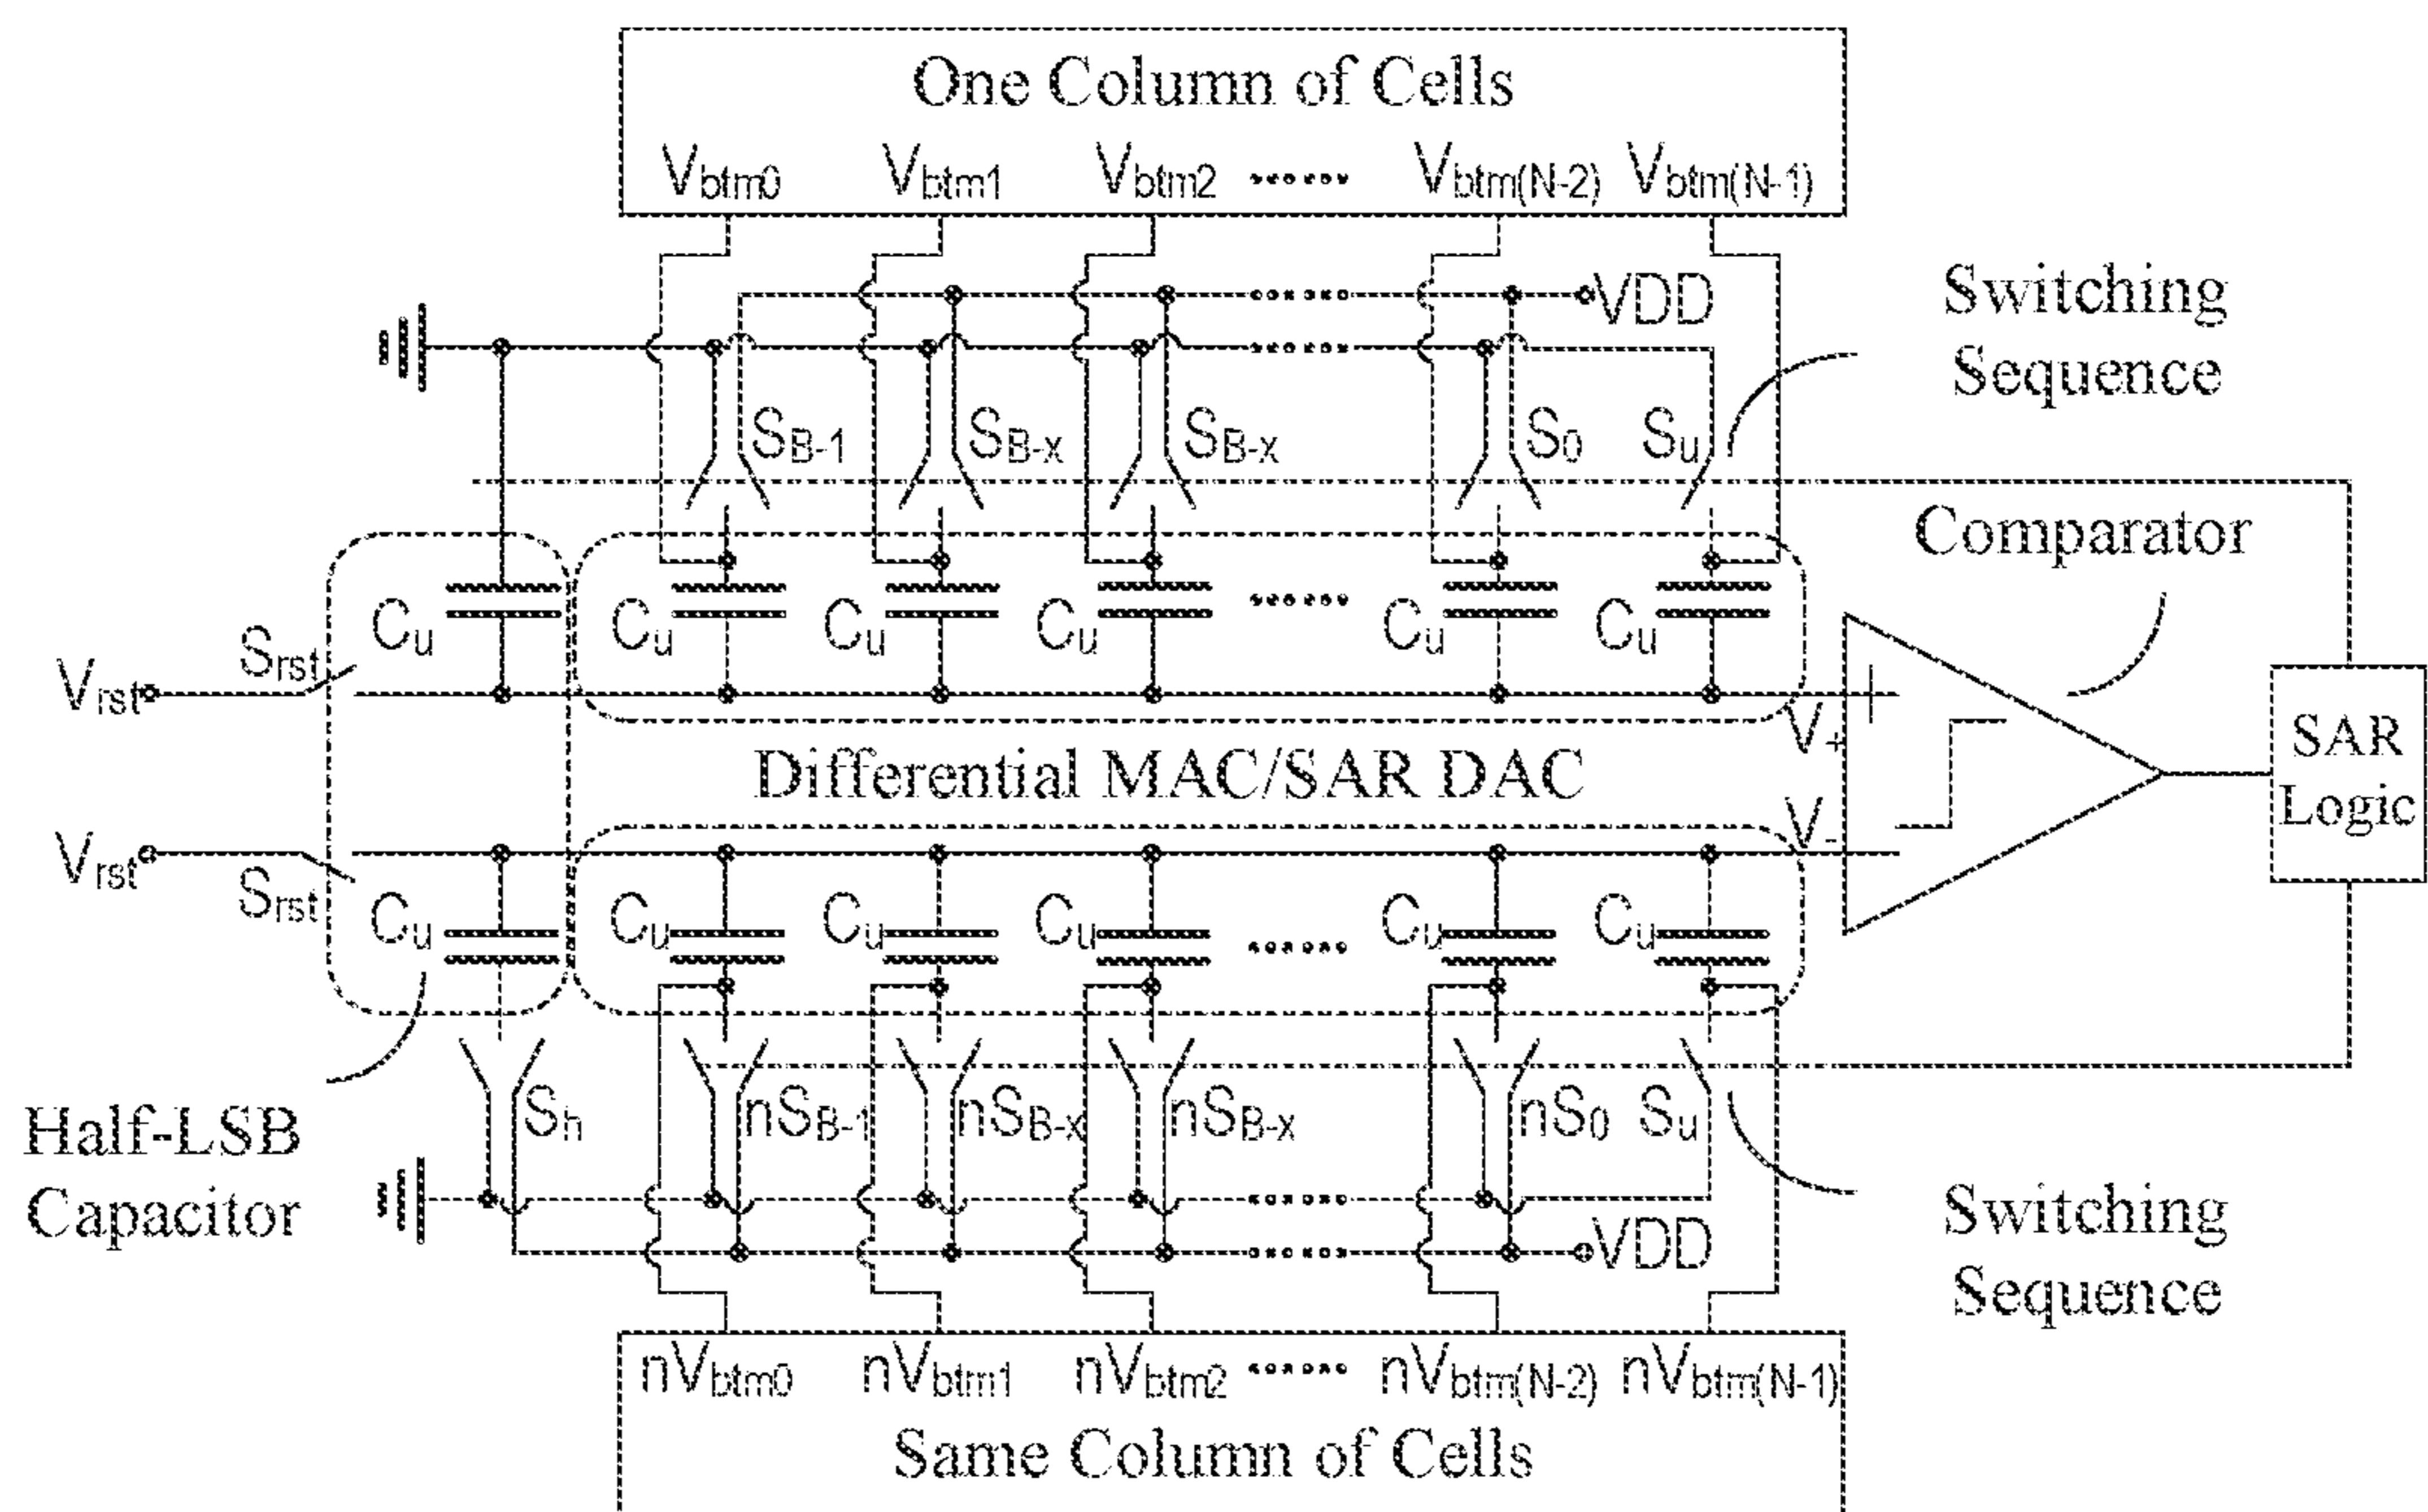 One Column of Cells
Vbtm0 Vbtm1 Vbtm2 ······ Vbtm(N-2) Vbtm(N-1)
VDD
Switching
Sequence
SB-1 SB-x SB-x S0 Su
Comparator
Cu Cu Cu Cu ······ Cu Cu
Srst
Vrst
V+
SAR
Logic
Differential MAC/SAR DAC
V-
Vrst
Srst
Cu Cu Cu Cu ······ Cu Cu
Half-LSB
Capacitor
Sh nSB-1 nSB-x nSB-x nS0 Su
VDD
Switching
Sequence
nVbtm0 nVbtm1 nVbtm2 ······ nVbtm(N-2) nVbtm(N-1)
Same Column of Cells